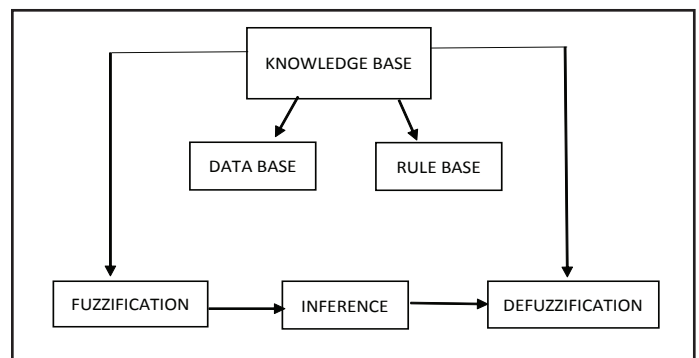 KNOWLEDGE BASE
DATA BASE
RULE BASE
FUZZIFICATION
INFERENCE
DEFUZZIFICATION